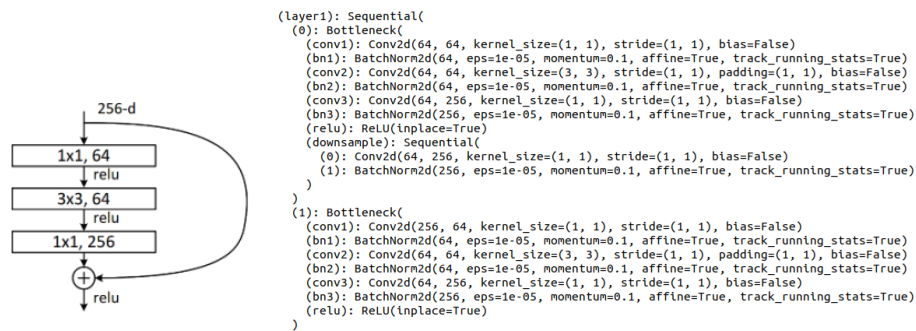 256-d
1x1, 64
relu
3x3, 64
relu
1x1, 256
relu
(layer1): Sequential(
(0): Bottleneck(
(conv1): Conv2d(64, 64, kernel_size=(1, 1), stride=(1, 1), bias=False)
(bn1): BatchNorm2d(64, eps=1e-05, momentum=0.1, affine=True, track_running_stats=True)
(conv2): Conv2d(64, 64, kernel_size=(3, 3), stride=(1, 1), padding=(1, 1), bias=False)
(bn2): BatchNorm2d(64, eps=1e-05, momentum=0.1, affine=True, track_running_stats=True)
(conv3): Conv2d(64, 256, kernel_size=(1, 1), stride=(1, 1), bias=False)
(bn3): BatchNorm2d(256, eps=1e-05, momentum=0.1, affine=True, track_running_stats=True)
(relu): ReLU(inplace=True)
(downsample): Sequential(
(0): Conv2d(64, 256, kernel_size=(1, 1), stride=(1, 1), bias=False)
(1): BatchNorm2d(256, eps=1e-05, momentum=0.1, affine=True, track_running_stats=True)
)
)
(1): Bottleneck(
(conv1): Conv2d(256, 64, kernel_size=(1, 1), stride=(1, 1), bias=False)
(bn1): BatchNorm2d(64, eps=1e-05, momentum=0.1, affine=True, track_running_stats=True)
(conv2): Conv2d(64, 64, kernel_size=(3, 3), stride=(1, 1), padding=(1, 1), bias=False)
(bn2): BatchNorm2d(64, eps=1e-05, momentum=0.1, affine=True, track_running_stats=True)
(conv3): Conv2d(64, 256, kernel_size=(1, 1), stride=(1, 1), bias=False)
(bn3): BatchNorm2d(256, eps=1e-05, momentum=0.1, affine=True, track_running_stats=True)
(relu): ReLU(inplace=True)
)